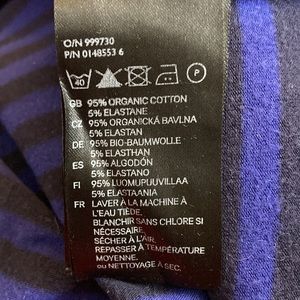 O/N 999730
P/N 0148553 6
40 P
GB 95% ORGANIC COTTON
5% ELASTANE
CZ 95% ORGANICKÁ BAVLNA
5% ELASTAN
DE 95% BIO-BAUMWOLLE
5% ELASTHAN
ES 95% ALGODÓN
5% ELASTANO
FI 95% LUOMUPUUVILLAA
5% ELASTAANIA
FR LAVER À LA MACHINE À
L'EAU TIÈDE.
BLANCHIR SANS CHLORE SI
NÉCESSAIRE.
SÉCHER À L'AIR.
REPASSER À TEMPÉRATURE
MOYENNE.
ou NETTOYAGE À SEC.